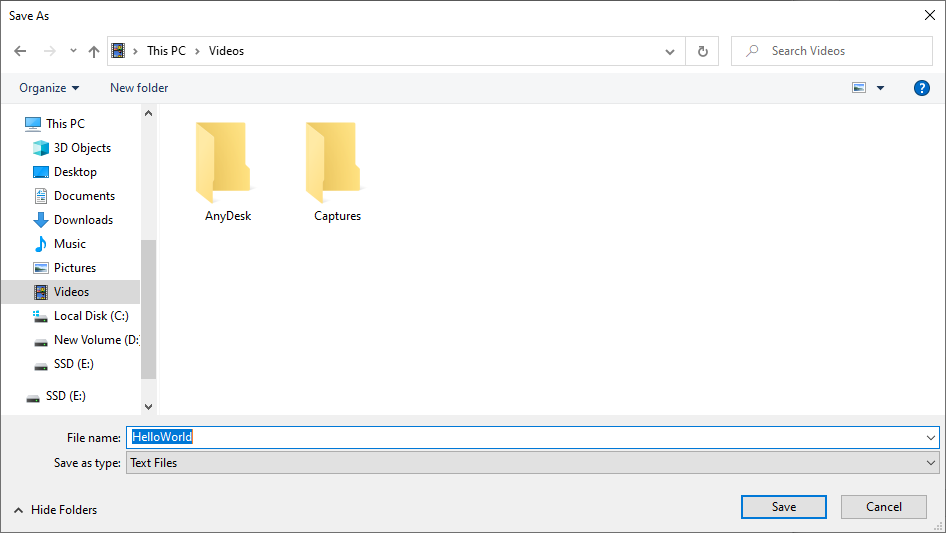 Save As
This PC
Videos
Search Videos
Organize
New folder
?
This PC
3D Objects
Desktop
Documents
Downloads
Music
Pictures
Videos
Local Disk (C:)
New Volume (D:
SSD (E:)
SSD (E:)
AnyDesk
Captures
File name: HelloWorld
Save as type: Text Files
Hide Folders
Save
Cancel